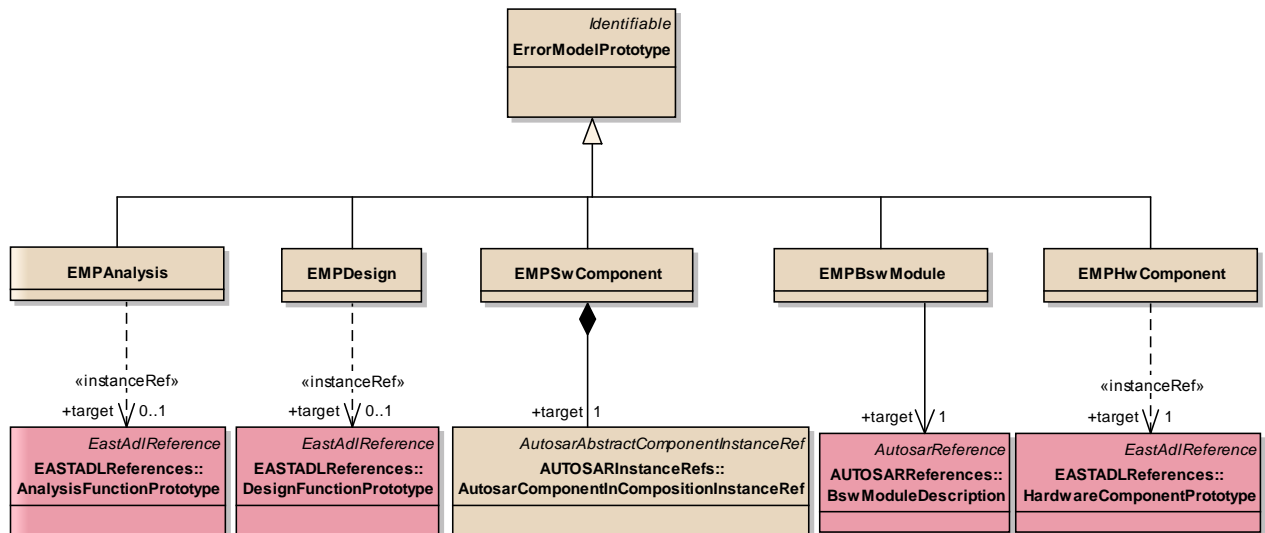 Identifiable
ErrorModelPrototype
EMPAnalysis
EMPDesign
EMPSwComponent
EMPBswModule
EMPHwComponent
«instanceRef»
+target 0..1
«instanceRef»
+target 0..1
+target 1
+target 1
«instanceRef»
+target 1
EastAdlReference
EASTADLReferences::
AnalysisFunctionPrototype
EastAdlReference
EASTADLReferences::
DesignFunctionPrototype
AutosarAbstractComponentInstanceRef
AUTOSARInstanceRefs::
AutosarComponentInCompositionInstanceRef
AutosarReference
AUTOSARReferences::
BswModuleDescription
EastAdlReference
EASTADLReferences::
HardwareComponentPrototype